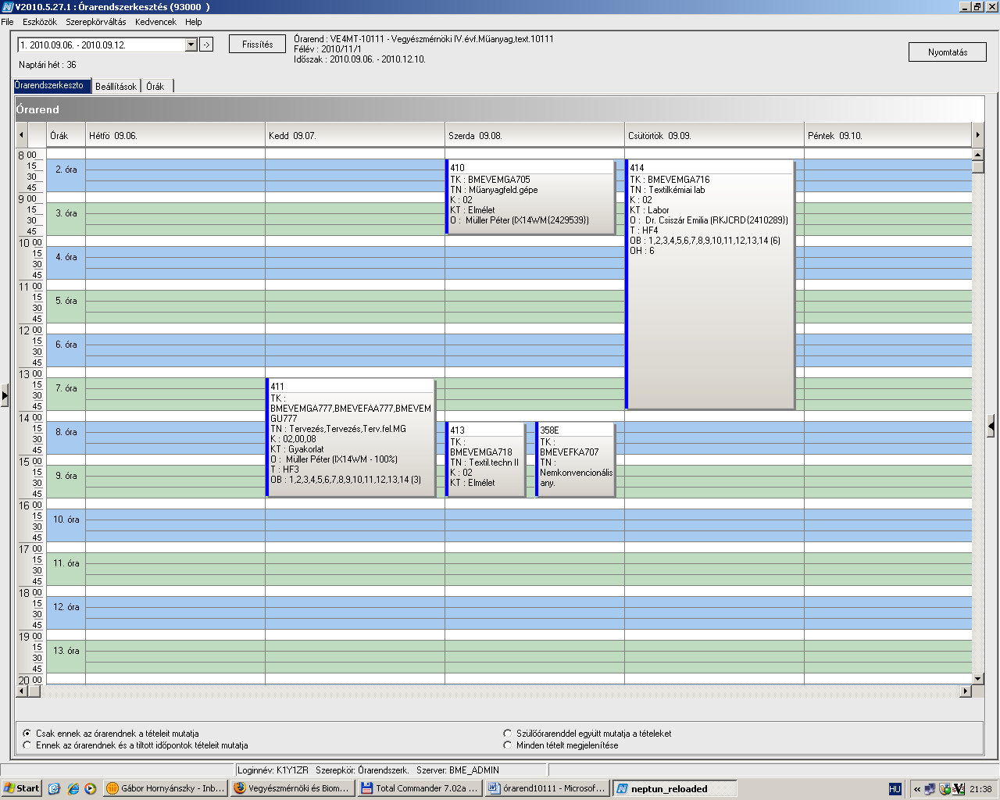 V2010.5.27.1 : Órarendszerkesztés (93000  )
File Eszközök Szerepkörváltás Kedvencek Help
1. 2010.09.06. - 2010.09.12.
->
Frissítés
Órarend : VE4MT-10111 - Vegyészmérnöki IV.évf.Műanyag,text.10111
Félév : 2010/11/1
Időszak : 2010.09.06. - 2010.12.10.
Nyomtatás
Naptári hét : 36
Órarendszerkeszto Beállítások Órák
Órarend
Órák Hétfő 09.06. Kedd 09.07. Szerda 09.08. Csütörtök 09.09. Péntek 09.10.
8 00
15
30
45
2. óra
9 00
15
30
45
3. óra
10 00
15
30
45
4. óra
11 00
15
30
45
5. óra
12 00
15
30
45
6. óra
13 00
15
30
45
7. óra
14 00
15
30
45
8. óra
15 00
15
30
45
9. óra
16 00
15
30
45
10. óra
17 00
15
30
45
11. óra
18 00
15
30
45
12. óra
19 00
15
30
45
13. óra
20 00
411
TK :
BMEVEMGA777,BMEVEFAA777,BMEVEM
GU777
TN : Tervezés,Tervezés,Terv.fel.MG
K : 02,00,08
KT : Gyakorlat
O : Müller Péter (IX14WM - 100%)
T : HF3
OB : 1,2,3,4,5,6,7,8,9,10,11,12,13,14 (3)
410
TK : BMEVEMGA705
TN : Műanyagfeld.gépe
K : 02
KT : Elmélet
O : Müller Péter (IX14WM{2429539})
413
TK :
BMEVEMGA718
TN : Textil.techn II
K : 02
KT : Elmélet
358E
TK :
BMEVEFKA707
TN :
Nemkonvencionális
any.
414
TK : BMEVEMGA716
TN : Textilkémiai lab
K : 02
KT : Labor
O : Dr. Csiszár Emilia (RKJCRD{2410289})
T : HF4
OB : 1,2,3,4,5,6,7,8,9,10,11,12,13,14 (6)
OH : 6
Csak ennek az órarendnek a tételeit mutatja
Ennek az órarendnek és a tiltott időpontok tételeit mutatja
Szülőórarenddel együtt mutatja a tételeket
Minden tételt megjelenítése
Loginnév: K1Y1ZR Szerepkör: Órarendszerk. Szerver: BME_ADMIN
Start Gábor Hornyánszky - Inb... Vegyészmérnöki és Biom... Total Commander 7.02a ... órarend10111 - Microsof... neptun_reloaded HU « 21:38